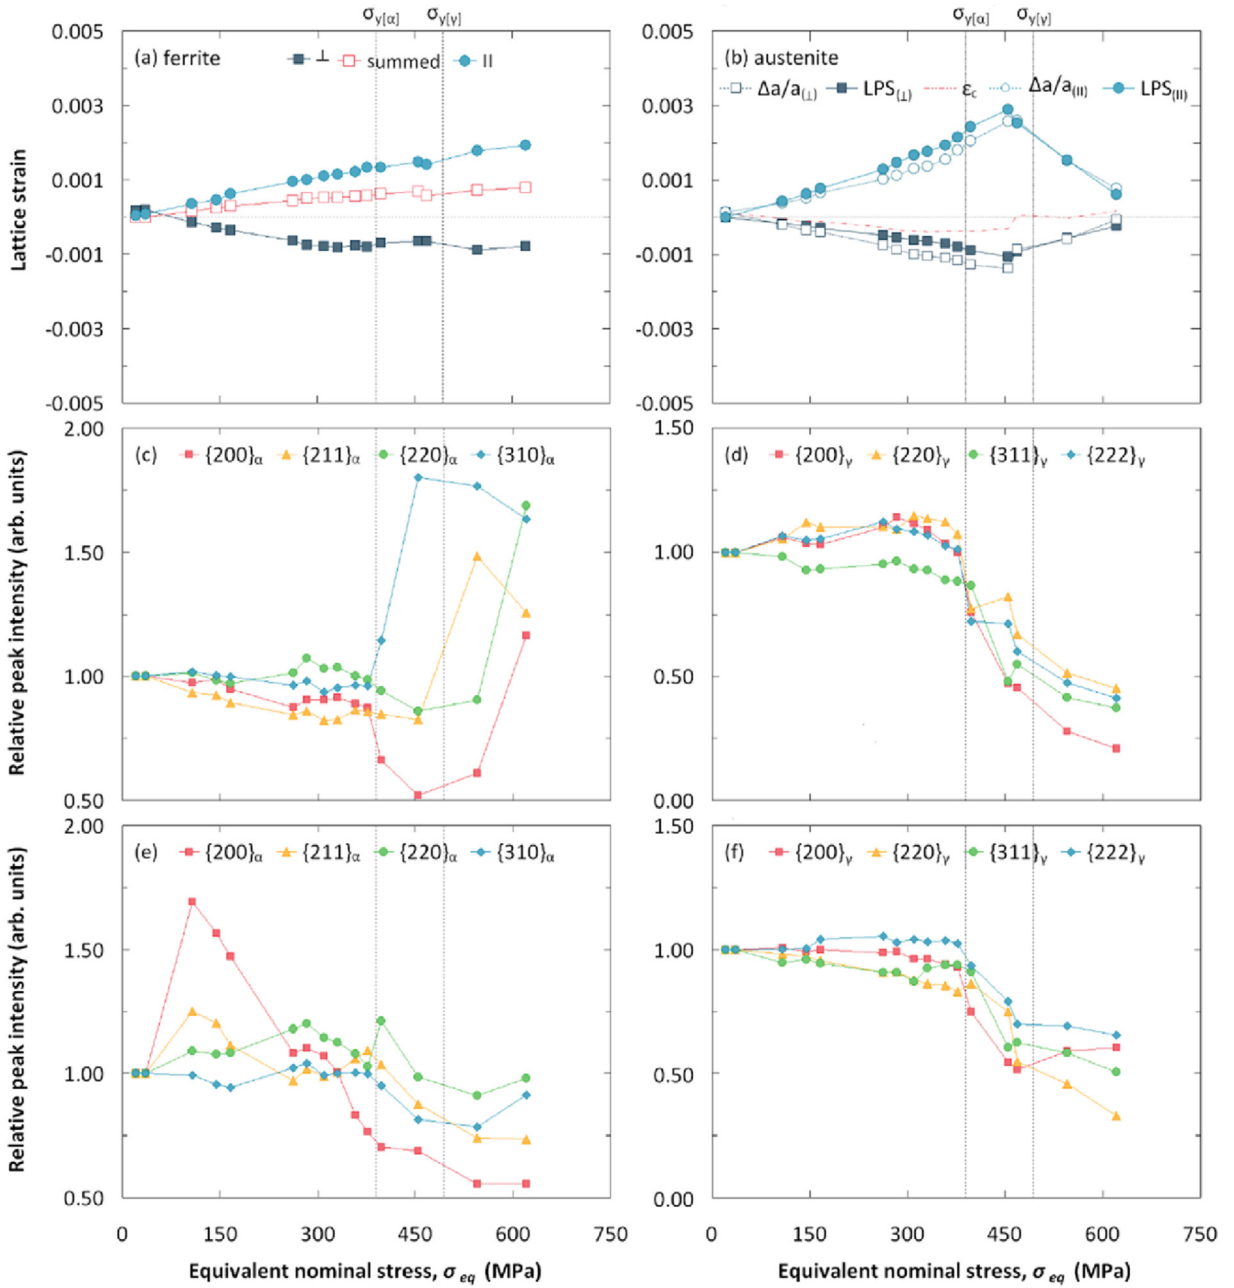 σy[α] σy[γ] σy[α] σy[γ]
0.005 0.005
(a) ferrite (b) austenite
⊥ summed II
Δa/a(⊥) LPS(⊥) εc Δa/a(II) LPS(II)
0.003 0.003
0.001 0.001
Lattice strain
-0.001 -0.001
-0.003 -0.003
-0.005 -0.005
2.00 1.50
(c) {200}α {211}α {220}α {310}α
(d) {200}γ {220}γ {311}γ {222}γ
1.50 1.00
Relative peak intensity (arb. units)
1.00 0.50
0.50 0.00
2.00 1.50
(e) {200}α {211}α {220}α {310}α
(f) {200}γ {220}γ {311}γ {222}γ
1.50 1.00
Relative peak intensity (arb. units)
1.00 0.50
0.50 0.00
0 150 300 450 600 750 0 150 300 450 600 750
Equivalent nominal stress, σeq (MPa) Equivalent nominal stress, σeq (MPa)